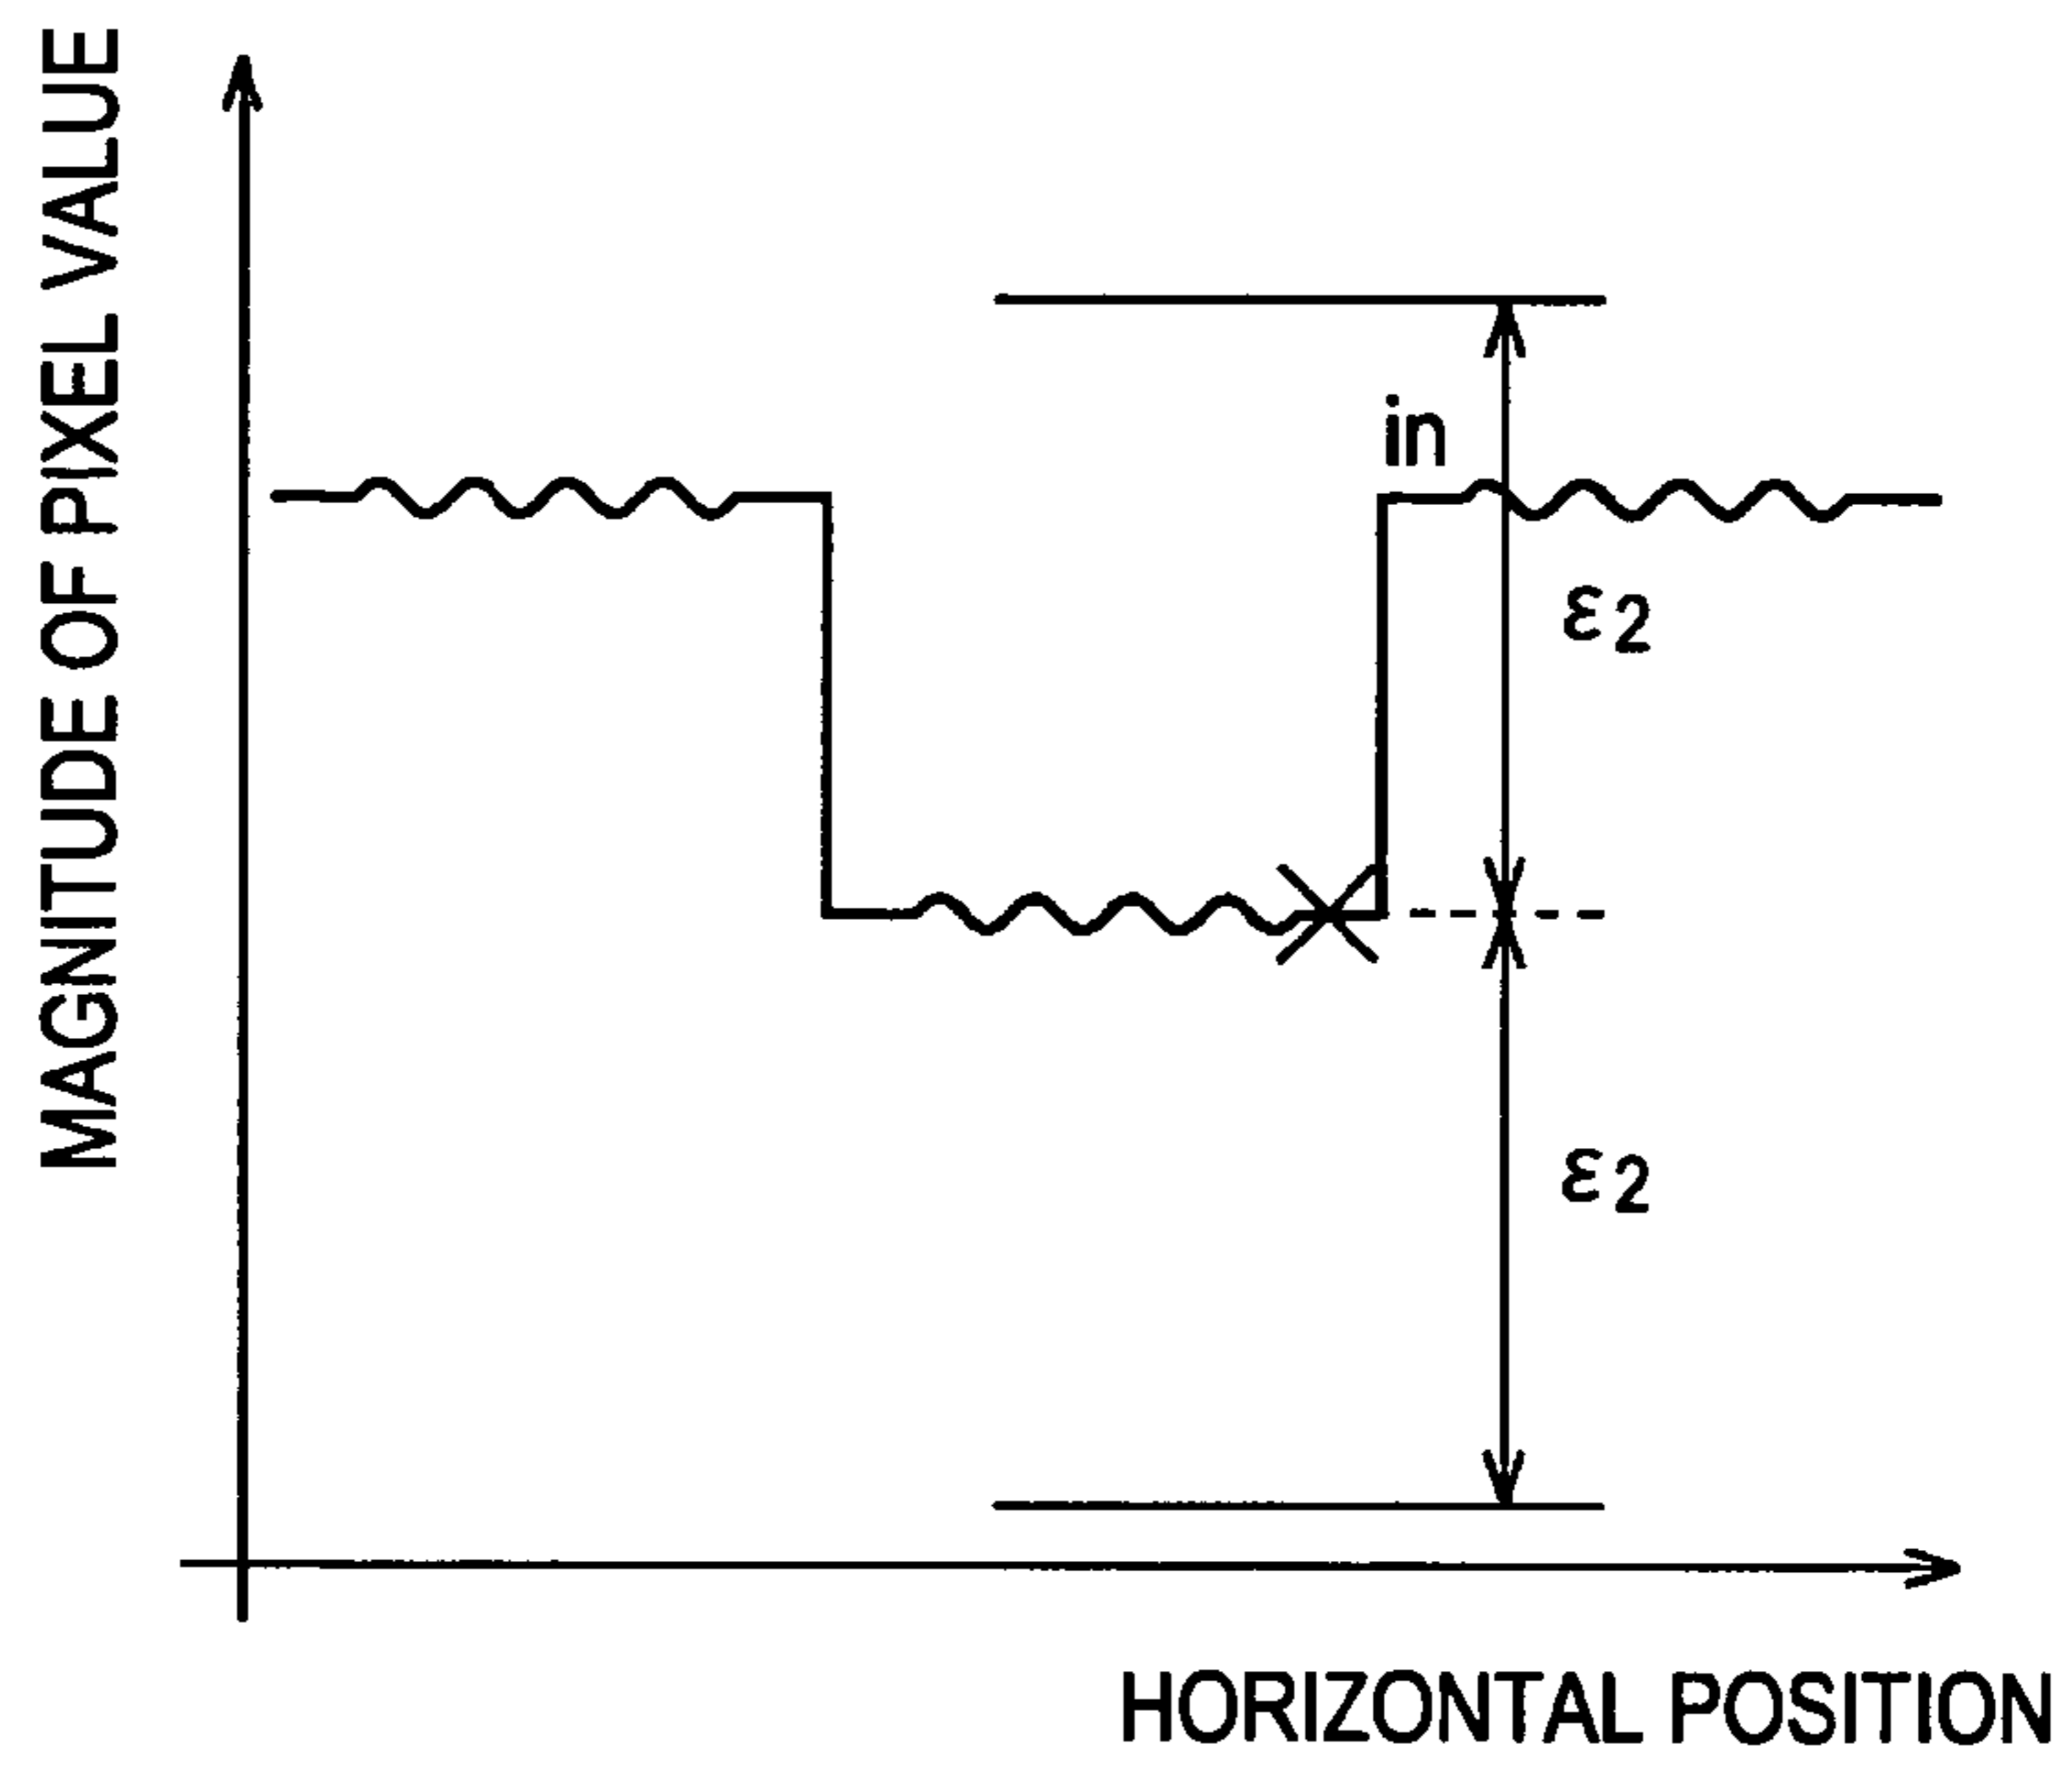 MAGNITUDE OF PIXEL VALUE
in
ε2
ε2
HORIZONTAL POSITION